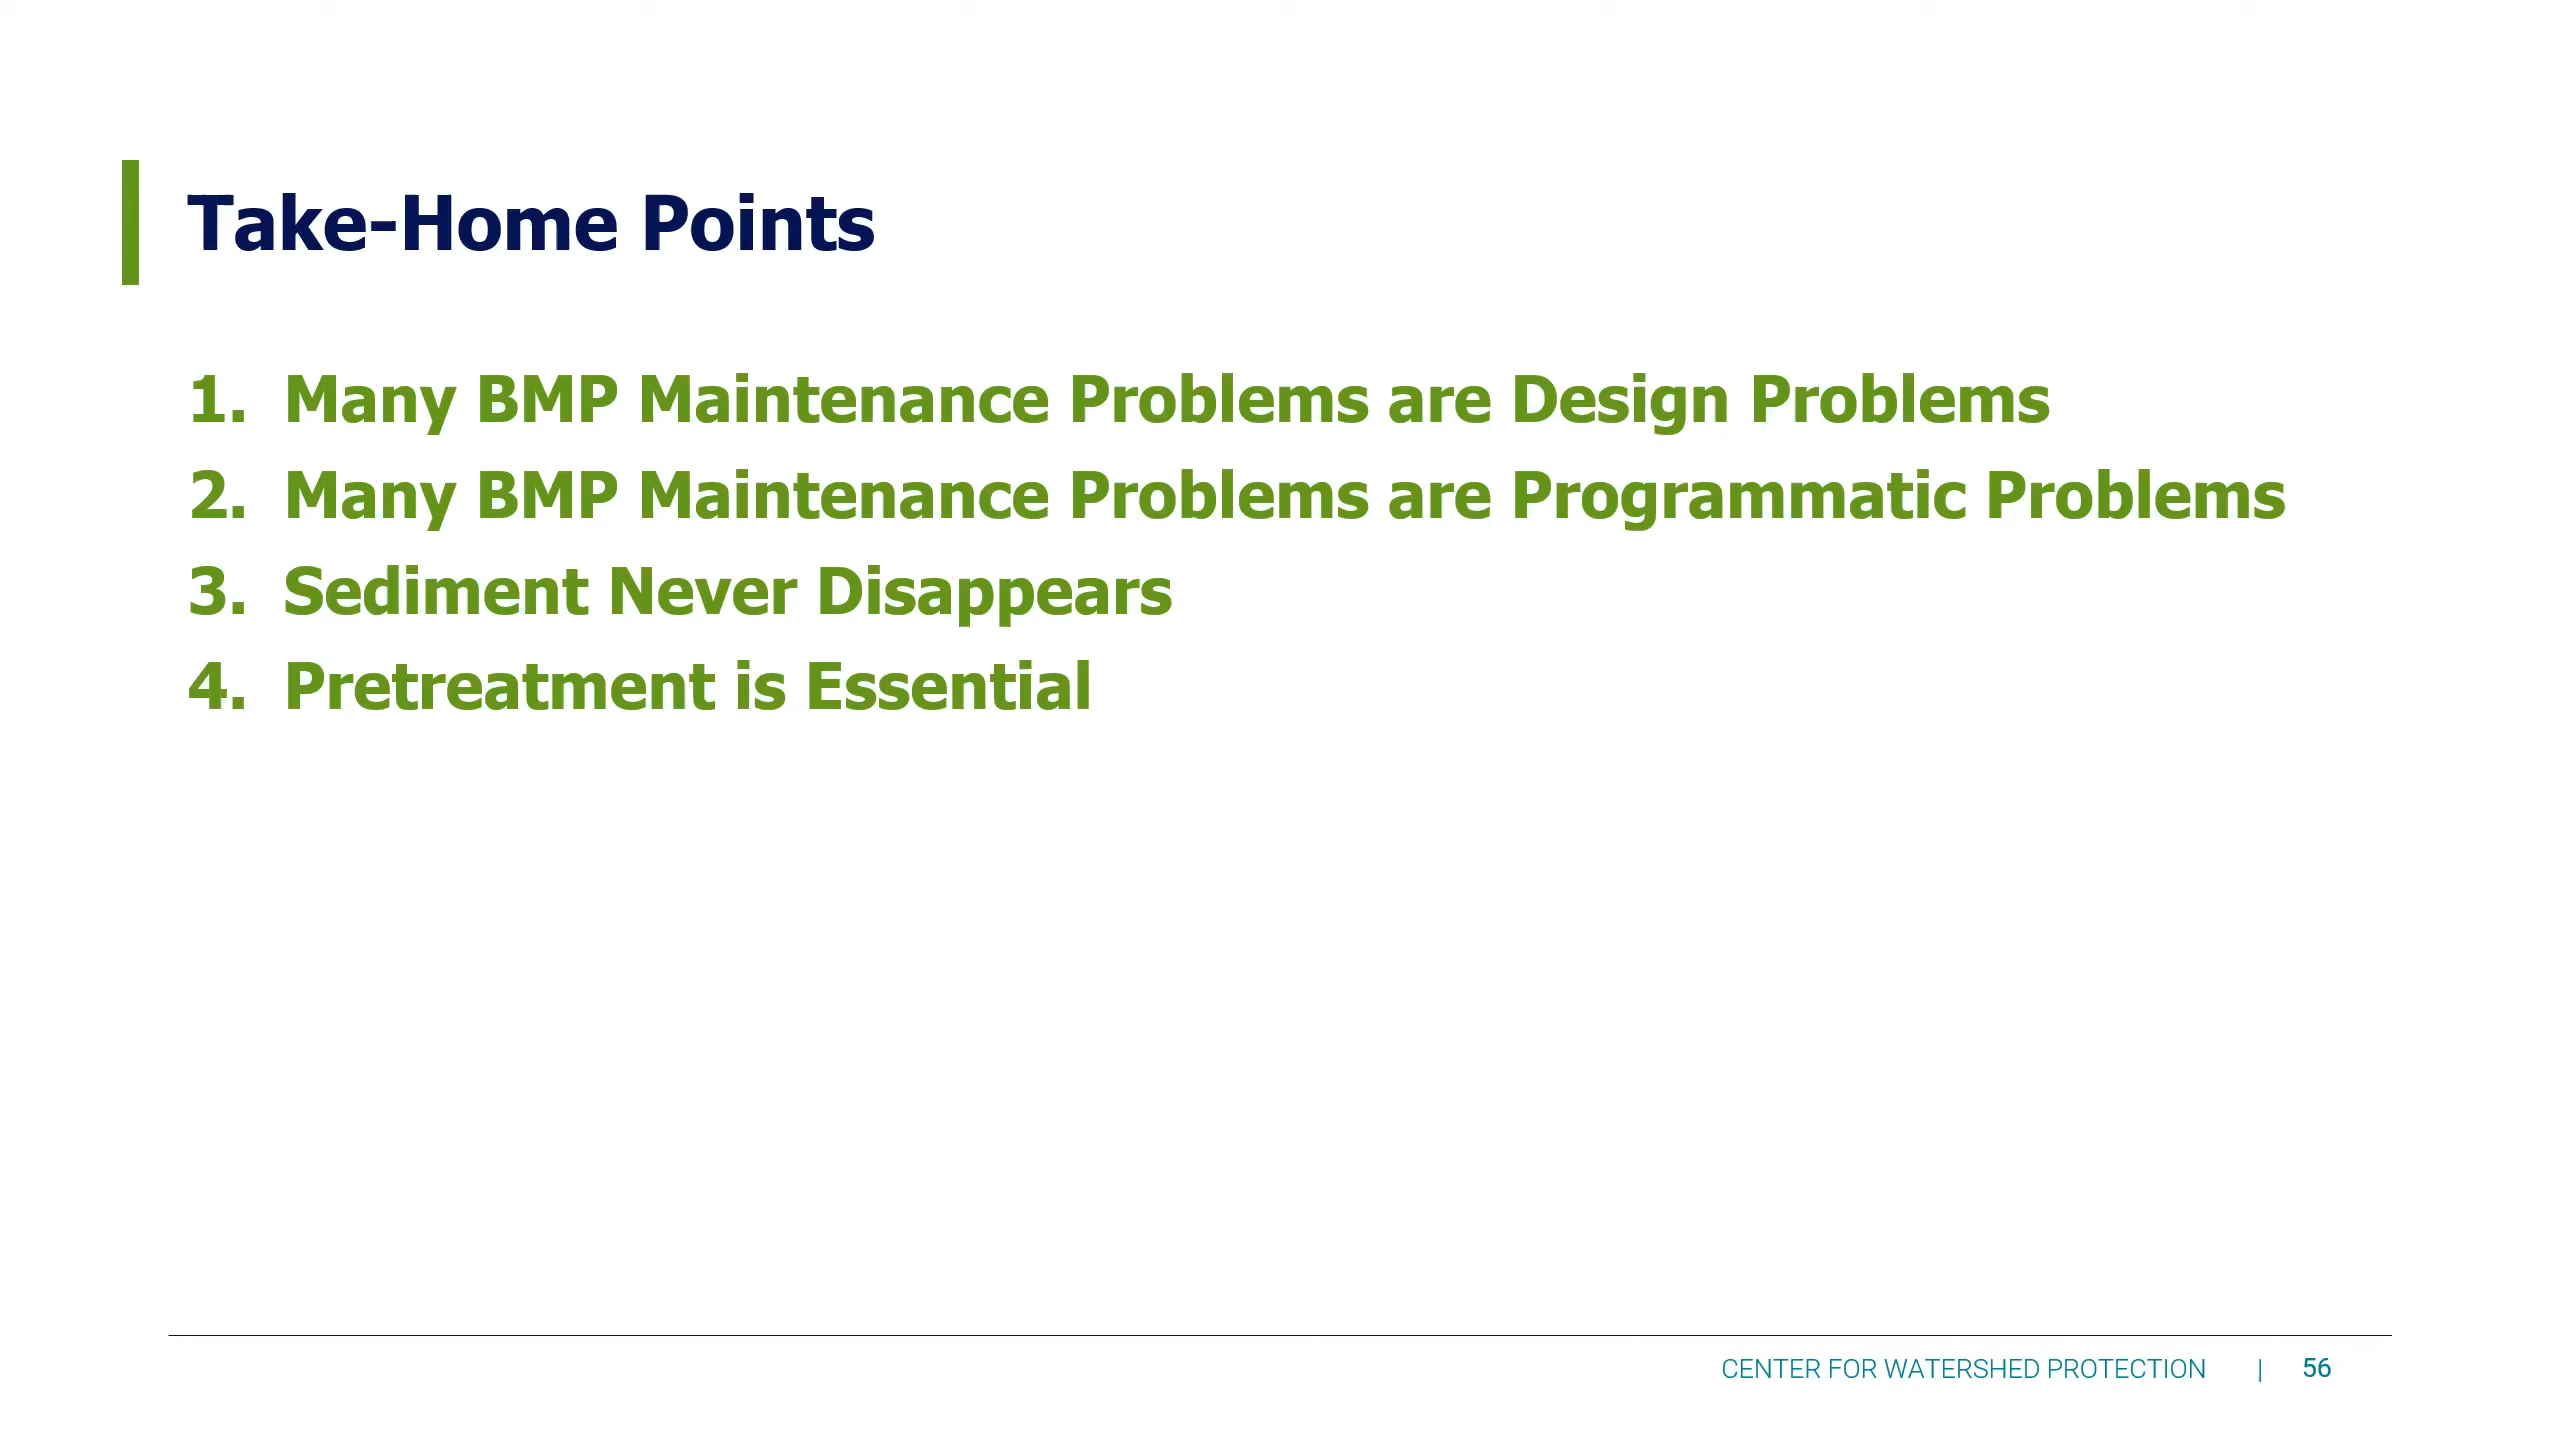 Take-Home Points
1. Many BMP Maintenance Problems are Design Problems
2. Many BMP Maintenance Problems are Programmatic Problems
3. Sediment Never Disappears
4. Pretreatment is Essential
CENTER FOR WATERSHED PROTECTION | 56